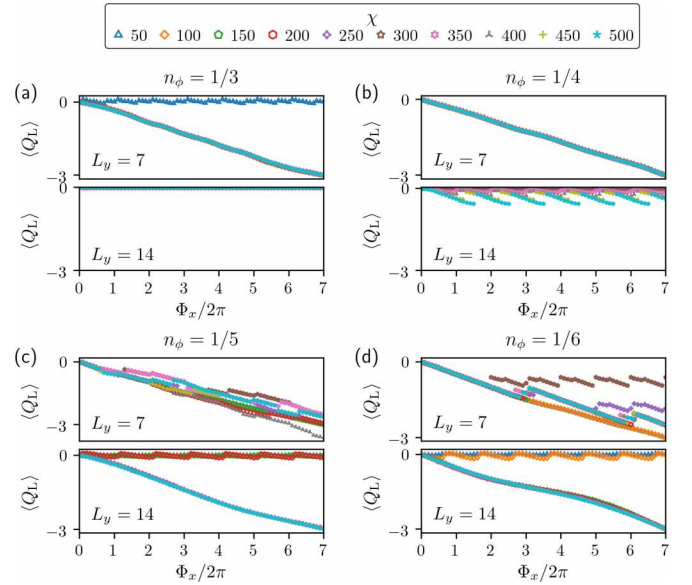 χ
50 100 150 200 250 300 350 400 450 500
(a) n_ϕ = 1/3
⟨Q_L⟩
0
−3
L_y = 7
⟨Q_L⟩
0
−3
L_y = 14
0 1 2 3 4 5 6 7
Φ_x/2π
(b) n_ϕ = 1/4
⟨Q_L⟩
0
−3
L_y = 7
⟨Q_L⟩
0
−3
L_y = 14
0 1 2 3 4 5 6 7
Φ_x/2π
(c) n_ϕ = 1/5
⟨Q_L⟩
0
−3
L_y = 7
⟨Q_L⟩
0
−3
L_y = 14
0 1 2 3 4 5 6 7
Φ_x/2π
(d) n_ϕ = 1/6
⟨Q_L⟩
0
−3
L_y = 7
⟨Q_L⟩
0
−3
L_y = 14
0 1 2 3 4 5 6 7
Φ_x/2π